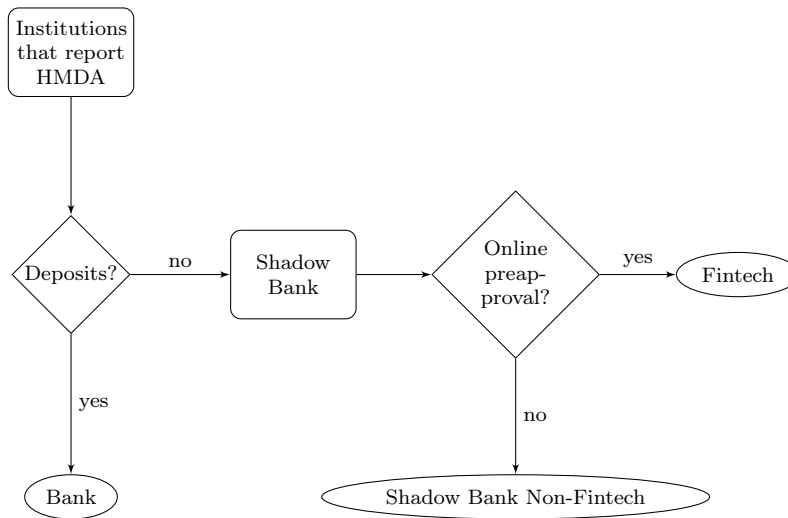 Institutions
that report
HMDA
Deposits?
no
Shadow
Bank
Online
preap-
proval?
yes
Fintech
yes
no
Bank
Shadow Bank Non-Fintech